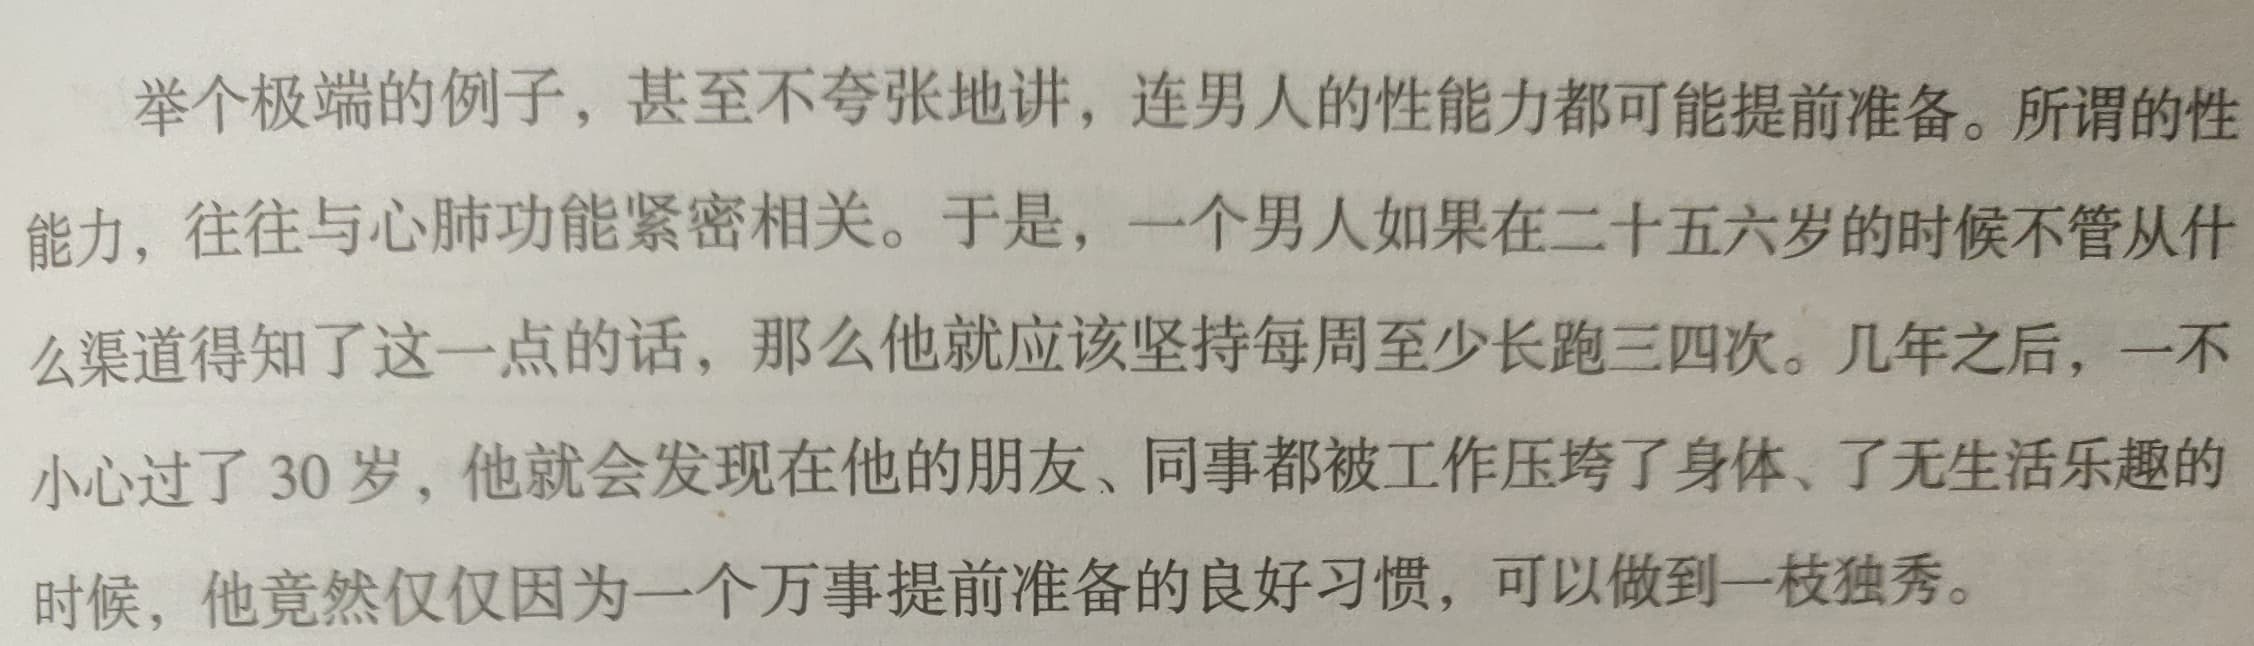 举个极端的例子，甚至不夸张地讲，连男人的性能力都可能提前准备。所谓的性
能力，往往与心肺功能紧密相关。于是，一个男人如果在二十五六岁的时候不管从什
么渠道得知了这一点的话，那么他就应该坚持每周至少长跑三四次。几年之后，一不
小心过了 30 岁，他就会发现在他的朋友、同事都被工作压垮了身体、了无生活乐趣的
时候，他竟然仅仅因为一个万事提前准备的良好习惯，可以做到一枝独秀。